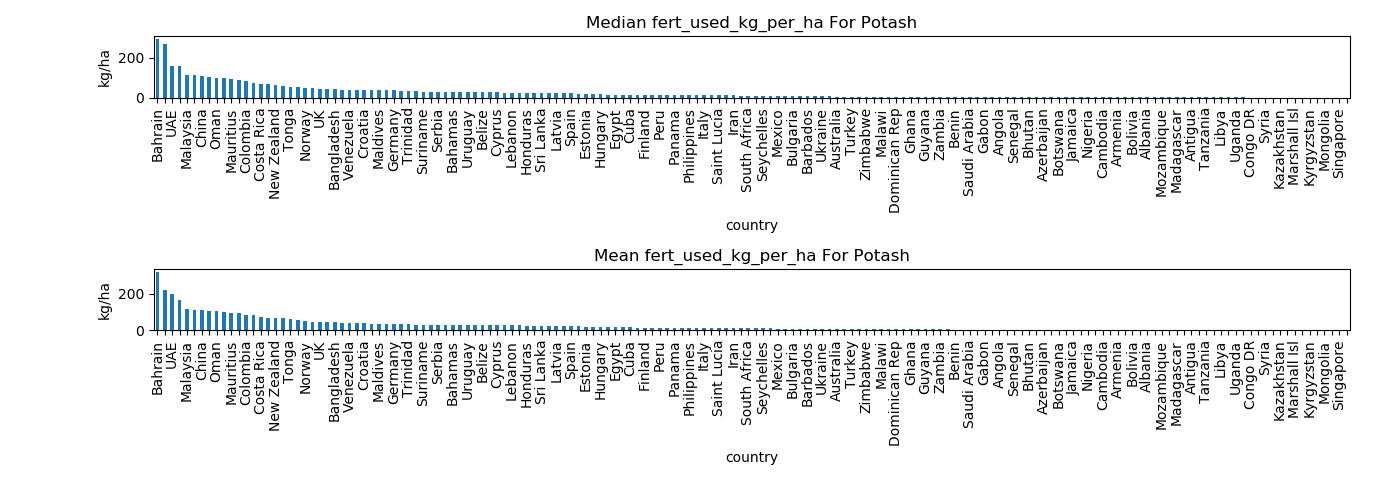 Median fert_used_kg_per_ha For Potash
kg/ha
200
0
Bahrain
UAE
Malaysia
China
Oman
Mauritius
Colombia
Costa Rica
New Zealand
Tonga
Norway
UK
Bangladesh
Venezuela
Croatia
Maldives
Germany
Trinidad
Suriname
Serbia
Bahamas
Uruguay
Belize
Cyprus
Lebanon
Honduras
Sri Lanka
Latvia
Spain
Estonia
Hungary
Egypt
Cuba
Finland
Peru
Panama
Philippines
Italy
Saint Lucia
Iran
South Africa
Seychelles
Mexico
Bulgaria
Barbados
Ukraine
Australia
Turkey
Zimbabwe
Malawi
Dominican Rep
Ghana
Guyana
Zambia
Benin
Saudi Arabia
Gabon
Angola
Senegal
Bhutan
Azerbaijan
Botswana
Jamaica
Nigeria
Cambodia
Armenia
Bolivia
Albania
Mozambique
Madagascar
Antigua
Tanzania
Libya
Uganda
Congo DR
Syria
Kazakhstan
Marshall Isl
Kyrgyzstan
Mongolia
Singapore
country
Mean fert_used_kg_per_ha For Potash
kg/ha
200
0
Bahrain
UAE
Malaysia
China
Oman
Mauritius
Colombia
Costa Rica
New Zealand
Tonga
Norway
UK
Bangladesh
Venezuela
Croatia
Maldives
Germany
Trinidad
Suriname
Serbia
Bahamas
Uruguay
Belize
Cyprus
Lebanon
Honduras
Sri Lanka
Latvia
Spain
Estonia
Hungary
Egypt
Cuba
Finland
Peru
Panama
Philippines
Italy
Saint Lucia
Iran
South Africa
Seychelles
Mexico
Bulgaria
Barbados
Ukraine
Australia
Turkey
Zimbabwe
Malawi
Dominican Rep
Ghana
Guyana
Zambia
Benin
Saudi Arabia
Gabon
Angola
Senegal
Bhutan
Azerbaijan
Botswana
Jamaica
Nigeria
Cambodia
Armenia
Bolivia
Albania
Mozambique
Madagascar
Antigua
Tanzania
Libya
Uganda
Congo DR
Syria
Kazakhstan
Marshall Isl
Kyrgyzstan
Mongolia
Singapore
country